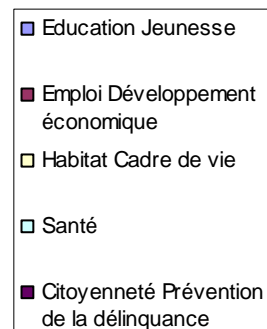 Education Jeunesse
Emploi Développement
économique
Habitat Cadre de vie
Santé
Citoyenneté Prévention
de la délinquance